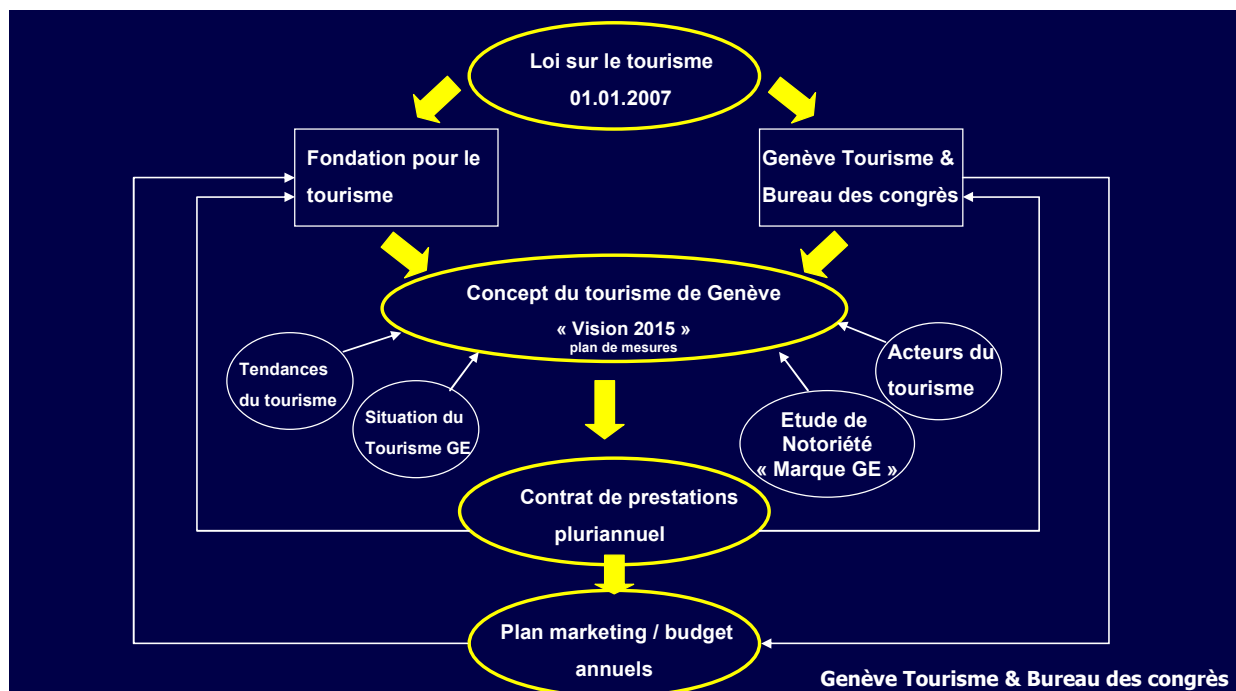 Loi sur le tourisme
01.01.2007
Fondation pour le
tourisme
Genève Tourisme &
Bureau des congrès
Concept du tourisme de Genève
« Vision 2015 »
plan de mesures
Tendances
du tourisme
Situation du
Tourisme GE
Etude de
Notoriété
« Marque GE »
Acteurs du
tourisme
Contrat de prestations
pluriannuel
Plan marketing / budget
annuels
Genève Tourisme & Bureau des congrès